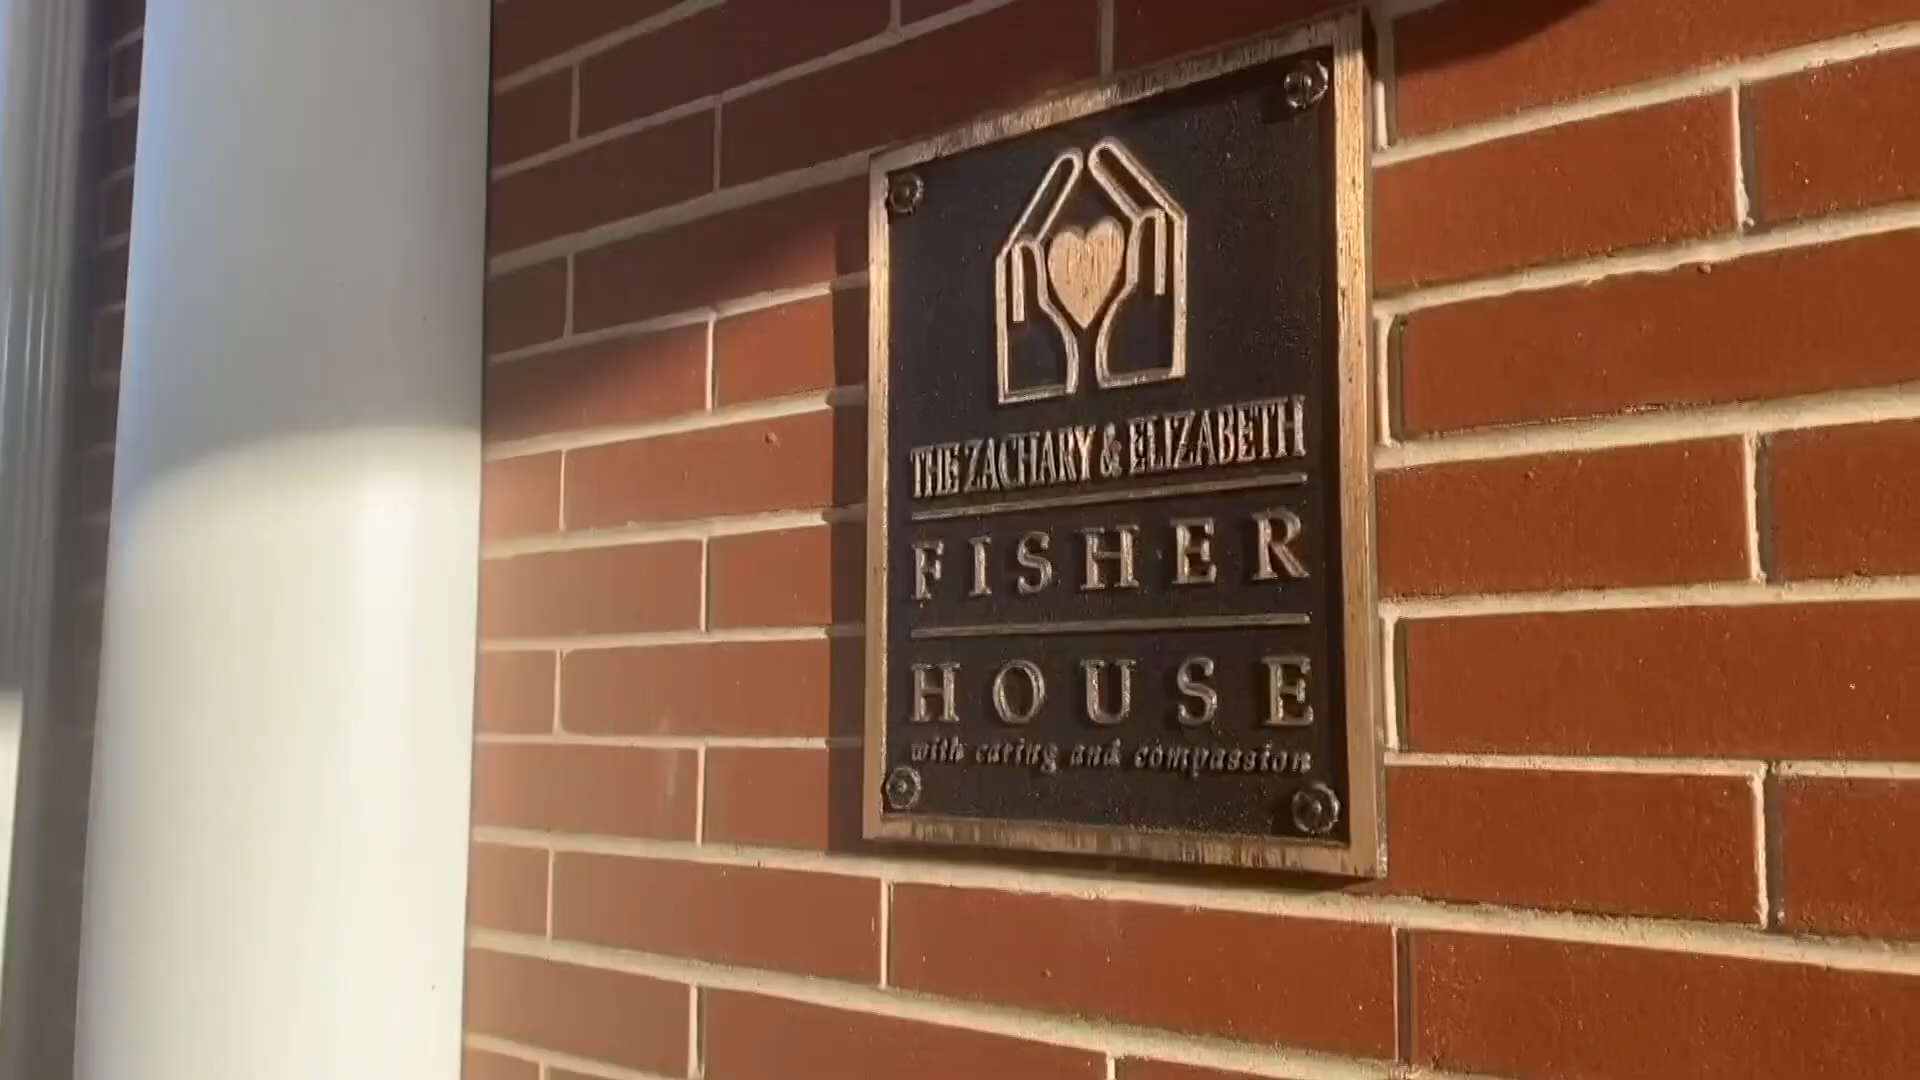 THE ZACHARY & ELIZABETH
FISHER
HOUSE
with caring and compassion